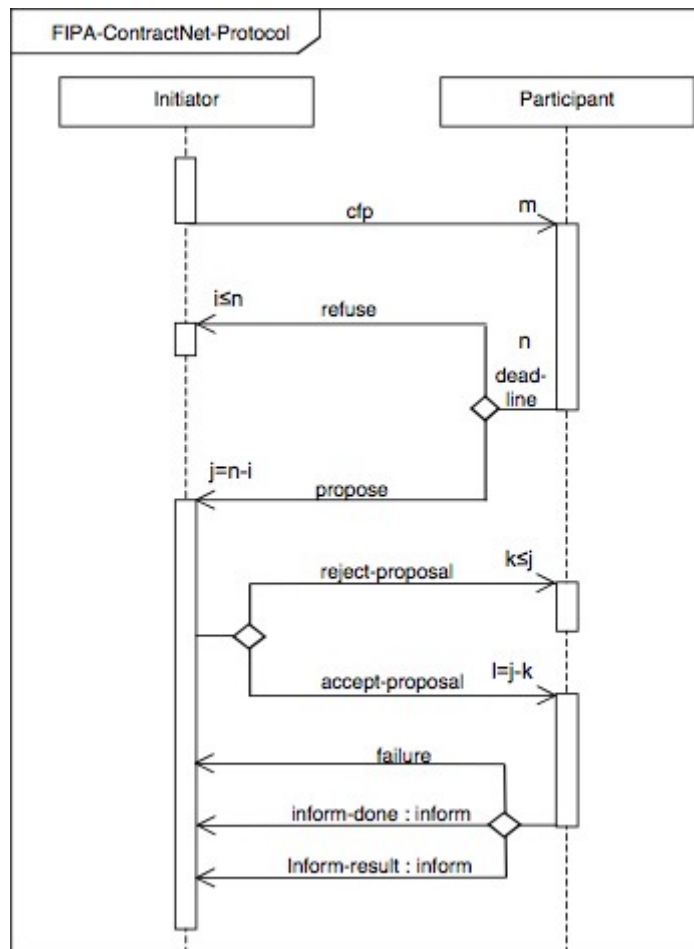 FIPA-ContractNet-Protocol
Initiator
Participant
cfp
m
i≤n
refuse
n
dead-
line
j=n-i
propose
reject-proposal
k≤j
accept-proposal
l=j-k
failure
inform-done : inform
Inform-result : inform